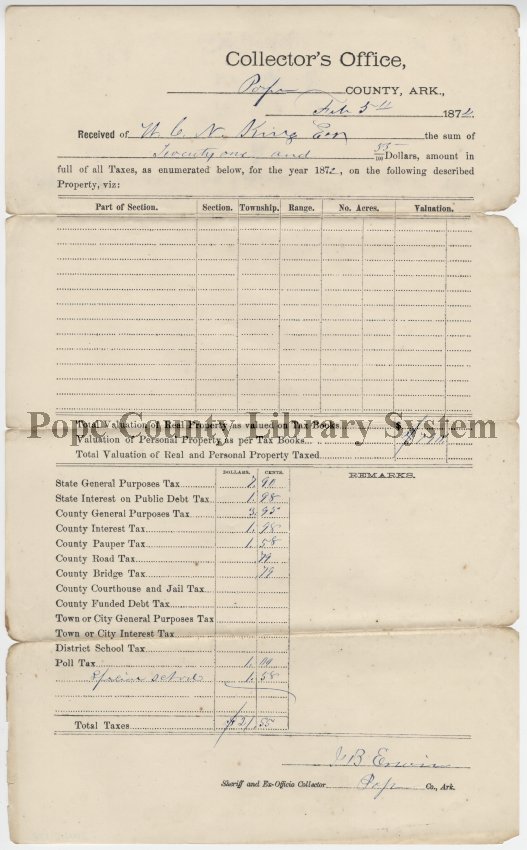 Collector's Office,
Pope COUNTY, ARK.,
Feb 5th 1872
Received of W. C. N. King the sum of
Twenty one and 55/100 Dollars, amount in
full of all Taxes, as enumerated below, for the year 1872, on the following described
Property, viz:
Part of Section. Section. Township. Range. No. Acres. Valuation.
Total Valuation of Real Property as valued on Tax Books. $
Pope County Library System
Valuation of Personal Property as per Tax Books
Total Valuation of Real and Personal Property Taxed
DOLLARS. CENTS. REMARKS.
State General Purposes Tax 7, 90
State Interest on Public Debt Tax 1, 98
County General Purposes Tax 3, 95
County Interest Tax 1, 98
County Pauper Tax 1, 58
County Road Tax 79
County Bridge Tax 79
County Courthouse and Jail Tax
County Funded Debt Tax
Town or City General Purposes Tax
Town or City Interest Tax
District School Tax
Poll Tax 1, 00
School 1, 58
Total Taxes $21, 55
J B Erwin
Sheriff and Ex-Officio Collector Pope Co., Ark.